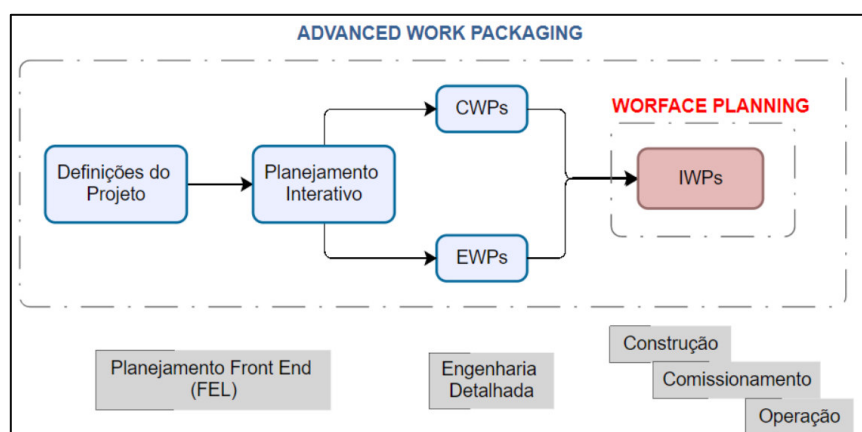 ADVANCED WORK PACKAGING
CWPs
WORFACE PLANNING
Definições do
Projeto
Planejamento
Interativo
IWPs
EWPs
Planejamento Front End
(FEL)
Engenharia
Detalhada
Construção
Comissionamento
Operação